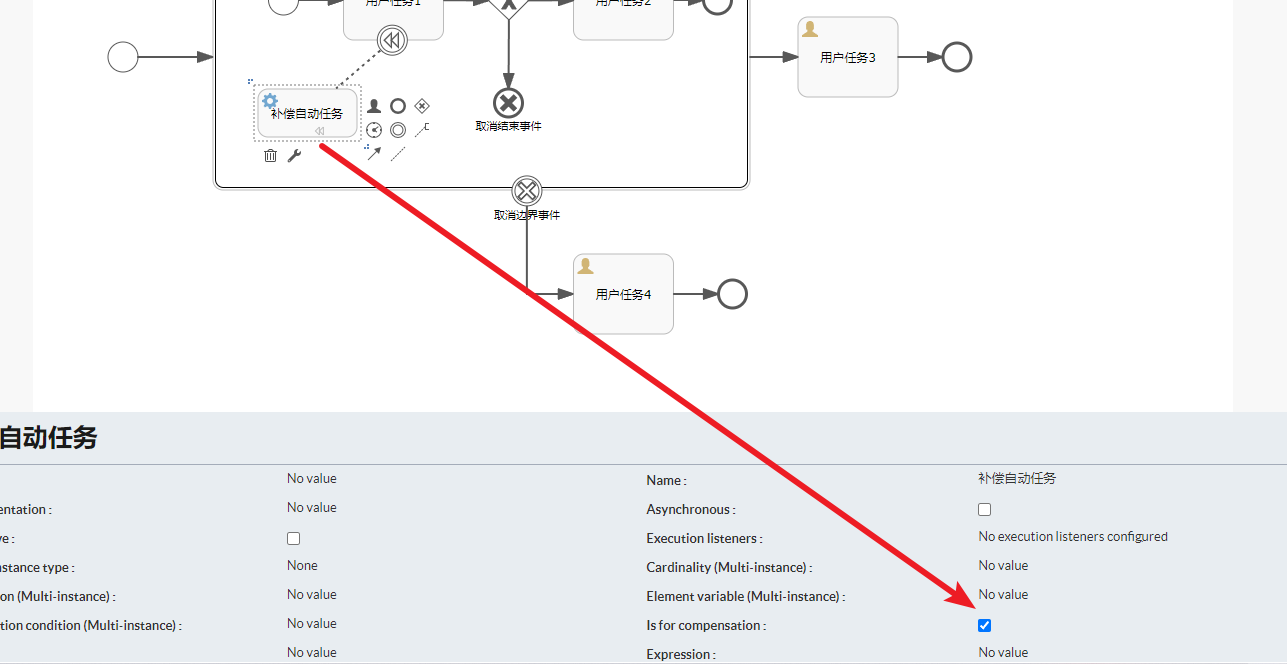 用户任务1
用户任务2
用户任务3
补偿自动任务
取消结束事件
取消边界事件
用户任务4
自动任务
No value
Name :
补偿自动任务
entation :
No value
Asynchronous :
ve :
Execution listeners :
No execution listeners configured
nstance type :
None
Cardinality (Multi-instance) :
No value
on (Multi-instance) :
No value
Element variable (Multi-instance) :
No value
tion condition (Multi-instance) :
No value
Is for compensation :
No value
Expression :
No value